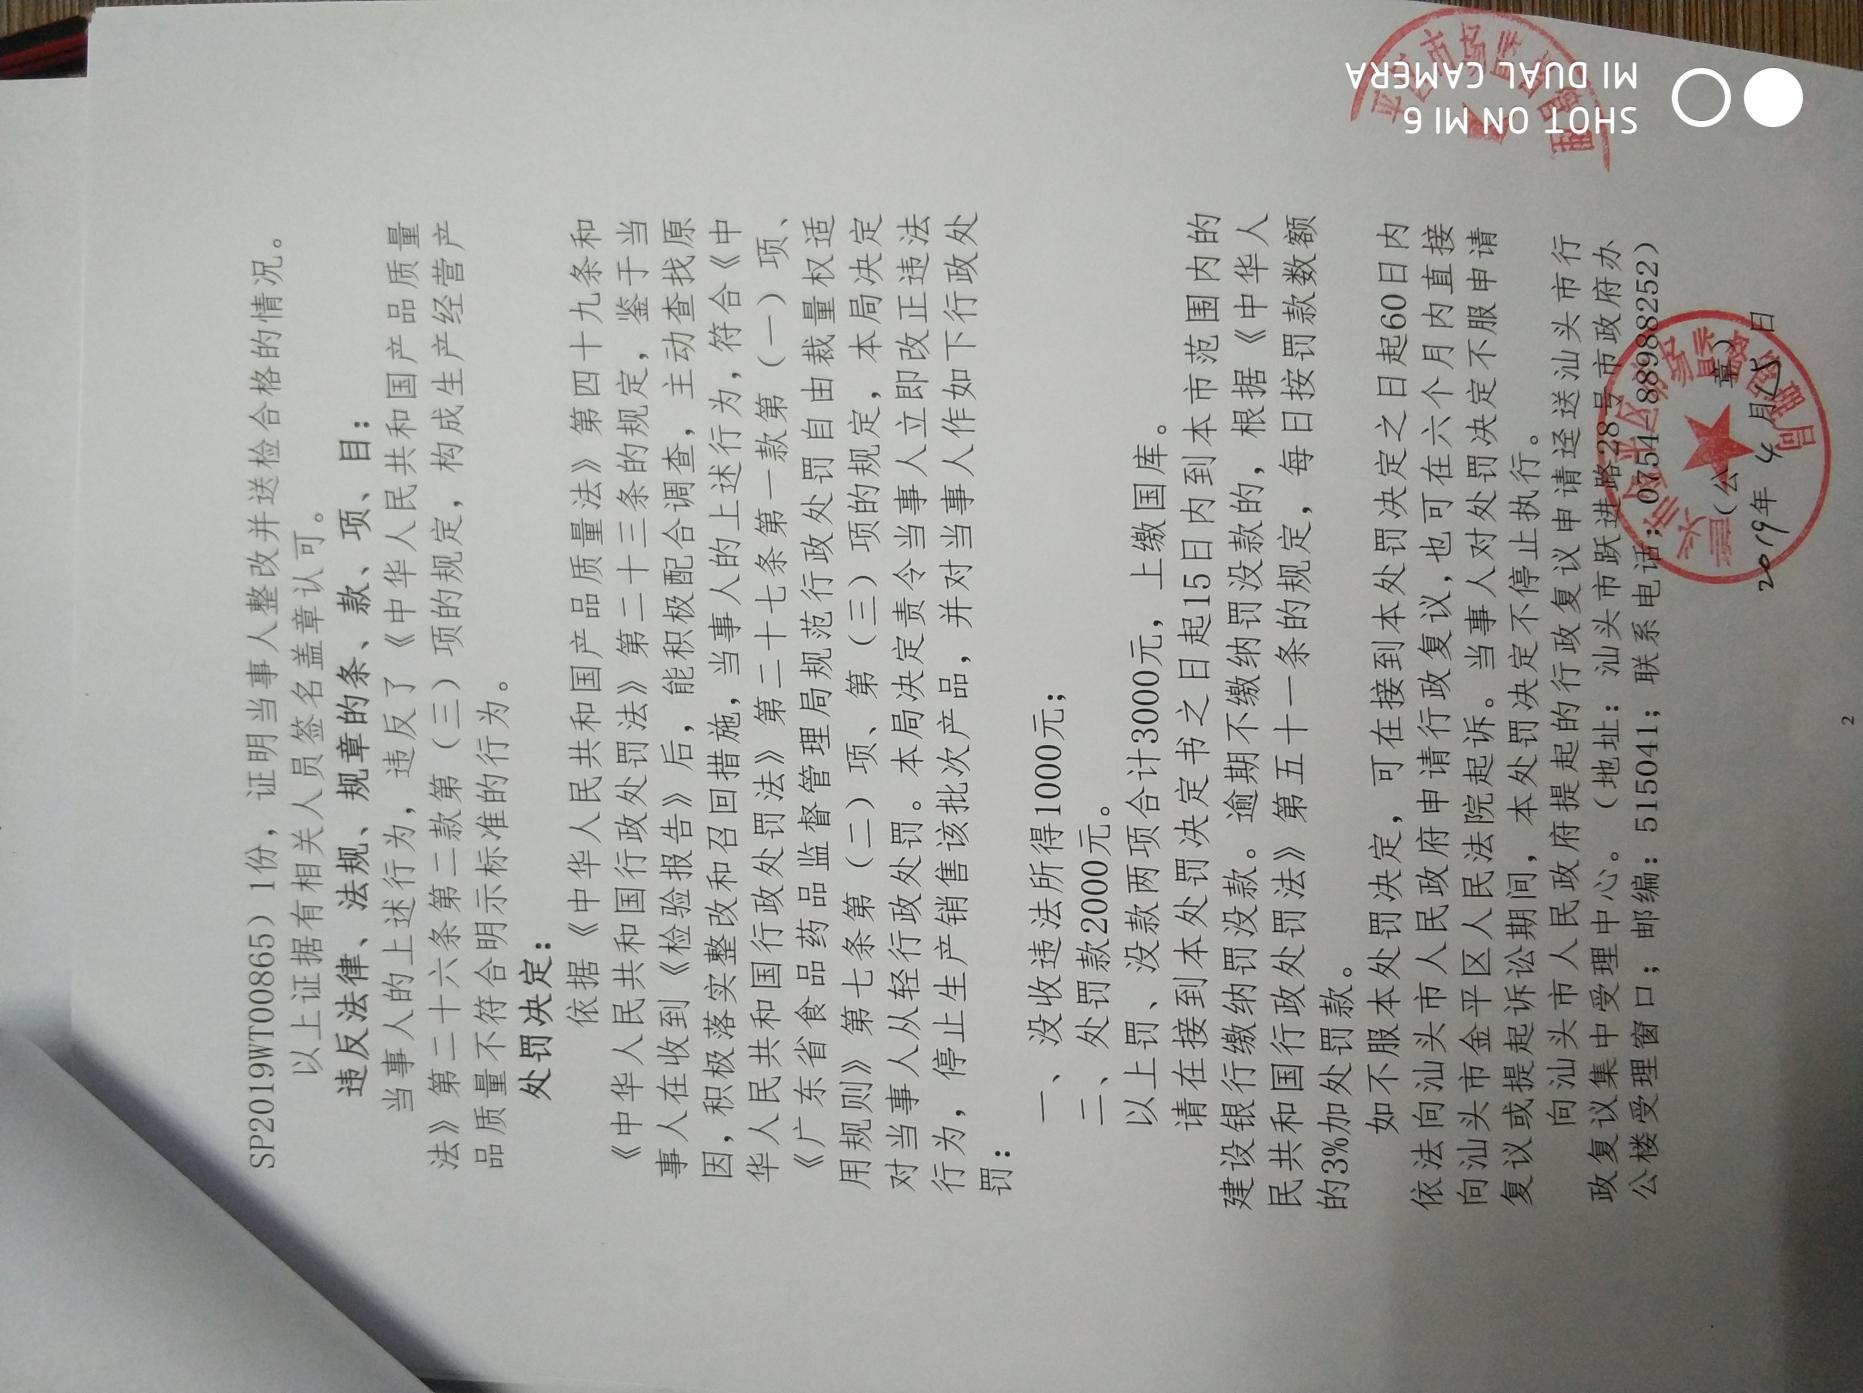 SP2019WT00865）1份，证明当事人整改并送检合格的情况。
以上证据有相关人员签名盖章认可。
违反法律、法规、规章的条、款、项、目：
当事人的上述行为，违反了《中华人民共和国产品质量
法》第二十六条第二款第（三）项的规定，构成生产经营产
品质量不符合明示标准的行为。
处罚决定：
依据《中华人民共和国产品质量法》第四十九条和
《中华人民共和国行政处罚法》第二十三条的规定，鉴于当
事人在收到《检验报告》后，能积极配合调查，主动查找原
因，积极落实整改和召回措施，当事人的上述行为，符合《中
华人民共和国行政处罚法》第二十七条第一款第（一）项、
《广东省食品药品监督管理局规范行政处罚自由裁量权适
用规则》第七条第（二）项、第（三）项的规定，本局决定
对当事人从轻行政处罚。本局决定责令当事人立即改正违法
行为，停止生产销售该批次产品，并对当事人作如下行政处
罚：
一、没收违法所得1000元；
二、处罚款2000元。
以上罚、没款两项合计3000元，上缴国库。
请在接到本处罚决定书之日起15日内到本市范围内的
建设银行缴纳罚没款。逾期不缴纳罚没款的，根据《中华人
民共和国行政处罚法》第五十一条的规定，每日按罚款数额
的3%加处罚款。
如不服本处罚决定，可在接到本处罚决定之日起60日内
依法向汕头市人民政府申请行政复议，也可在六个月内直接
向汕头市金平区人民法院起诉。当事人对处罚决定不服申请
复议或提起诉讼期间，本处罚决定不停止执行。
向汕头市人民政府提起的行政复议申请迳送汕头市行
政复议集中受理中心。（地址：汕头市跃进路28号市政府办
公楼受理窗口；邮编：515041；联系电话：0754-88988252）
（公章）
2019年4月25日
2
SHOT ON MI 6
MI DUAL CAMERA